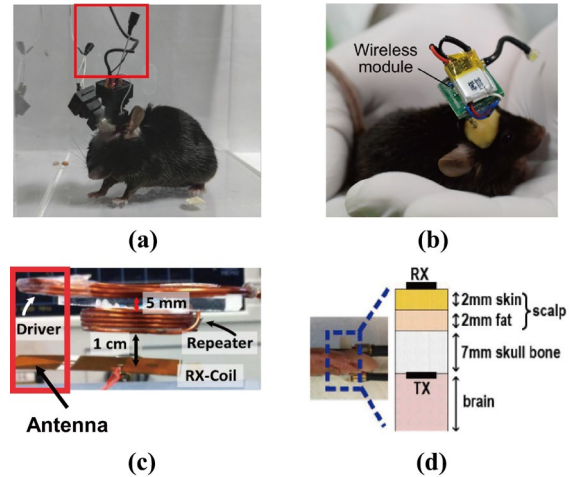 Wireless
module
(a)
(b)
Driver
5 mm
1 cm
Repeater
RX-Coil
Antenna
(c)
RX
2mm skin
2mm fat
scalp
7mm skull bone
TX
brain
(d)